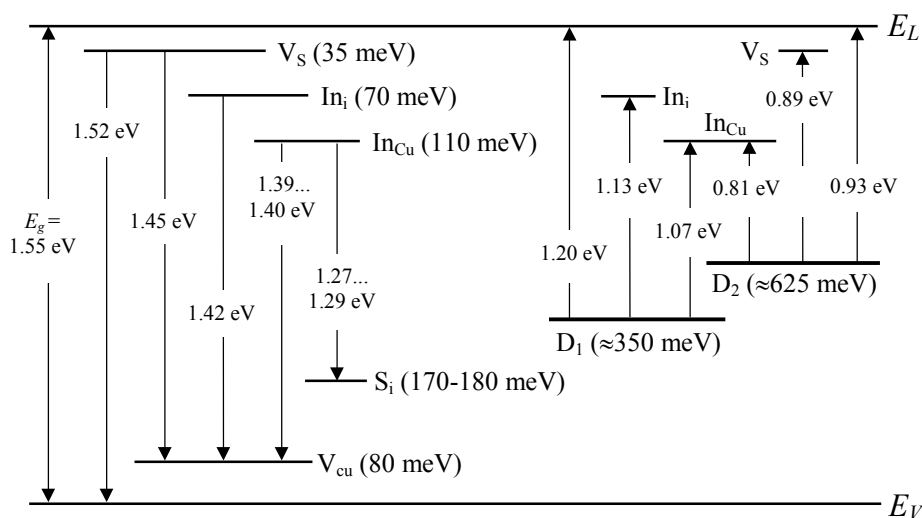 E_L
V_S (35 meV)
V_S
In_i (70 meV)
In_i
0.89 eV
1.52 eV
In_Cu
In_Cu (110 meV)
1.39...
1.40 eV
1.13 eV
0.81 eV
0.93 eV
E_g =
1.55 eV
1.45 eV
1.07 eV
1.20 eV
1.27...
1.29 eV
D_2 (≈625 meV)
1.42 eV
D_1 (≈350 meV)
S_i (170-180 meV)
V_cu (80 meV)
E_V